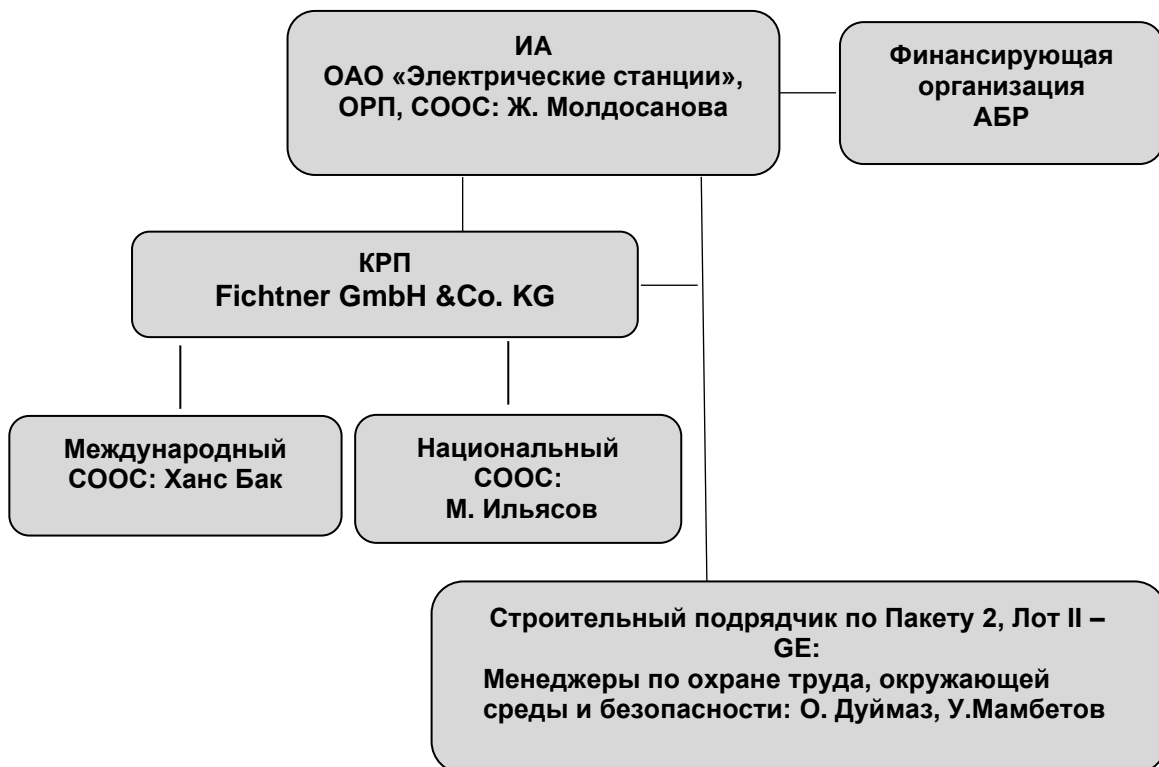 ИА
ОАО «Электрические станции»,
ОРП, СООС: Ж. Молдосанова
Финансирующая
организация
АБР
КРП
Fichtner GmbH &Co. KG
Международный
СООС: Ханс Бак
Национальный
СООС:
М. Ильясов
Строительный подрядчик по Пакету 2, Лот II –
GE:
Менеджеры по охране труда, окружающей
среды и безопасности: О. Дуймаз, У.Мамбетов